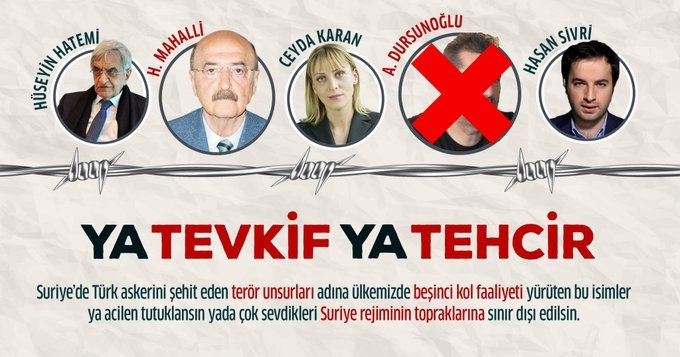 HÜSEYİN HATEMİ
H. MAHALLİ
CEYDA KARAN
A. DURSUNOĞLU
HASAN SİVRİ
YA TEVKİF YA TEHCİR
Suriye'de Türk askerini şehit eden terör unsurları adına ülkemizde beşinci kol faaliyeti yürüten bu isimler
ya acilen tutuklansın yada çok sevdikleri Suriye rejiminin topraklarına sınır dışı edilsin.